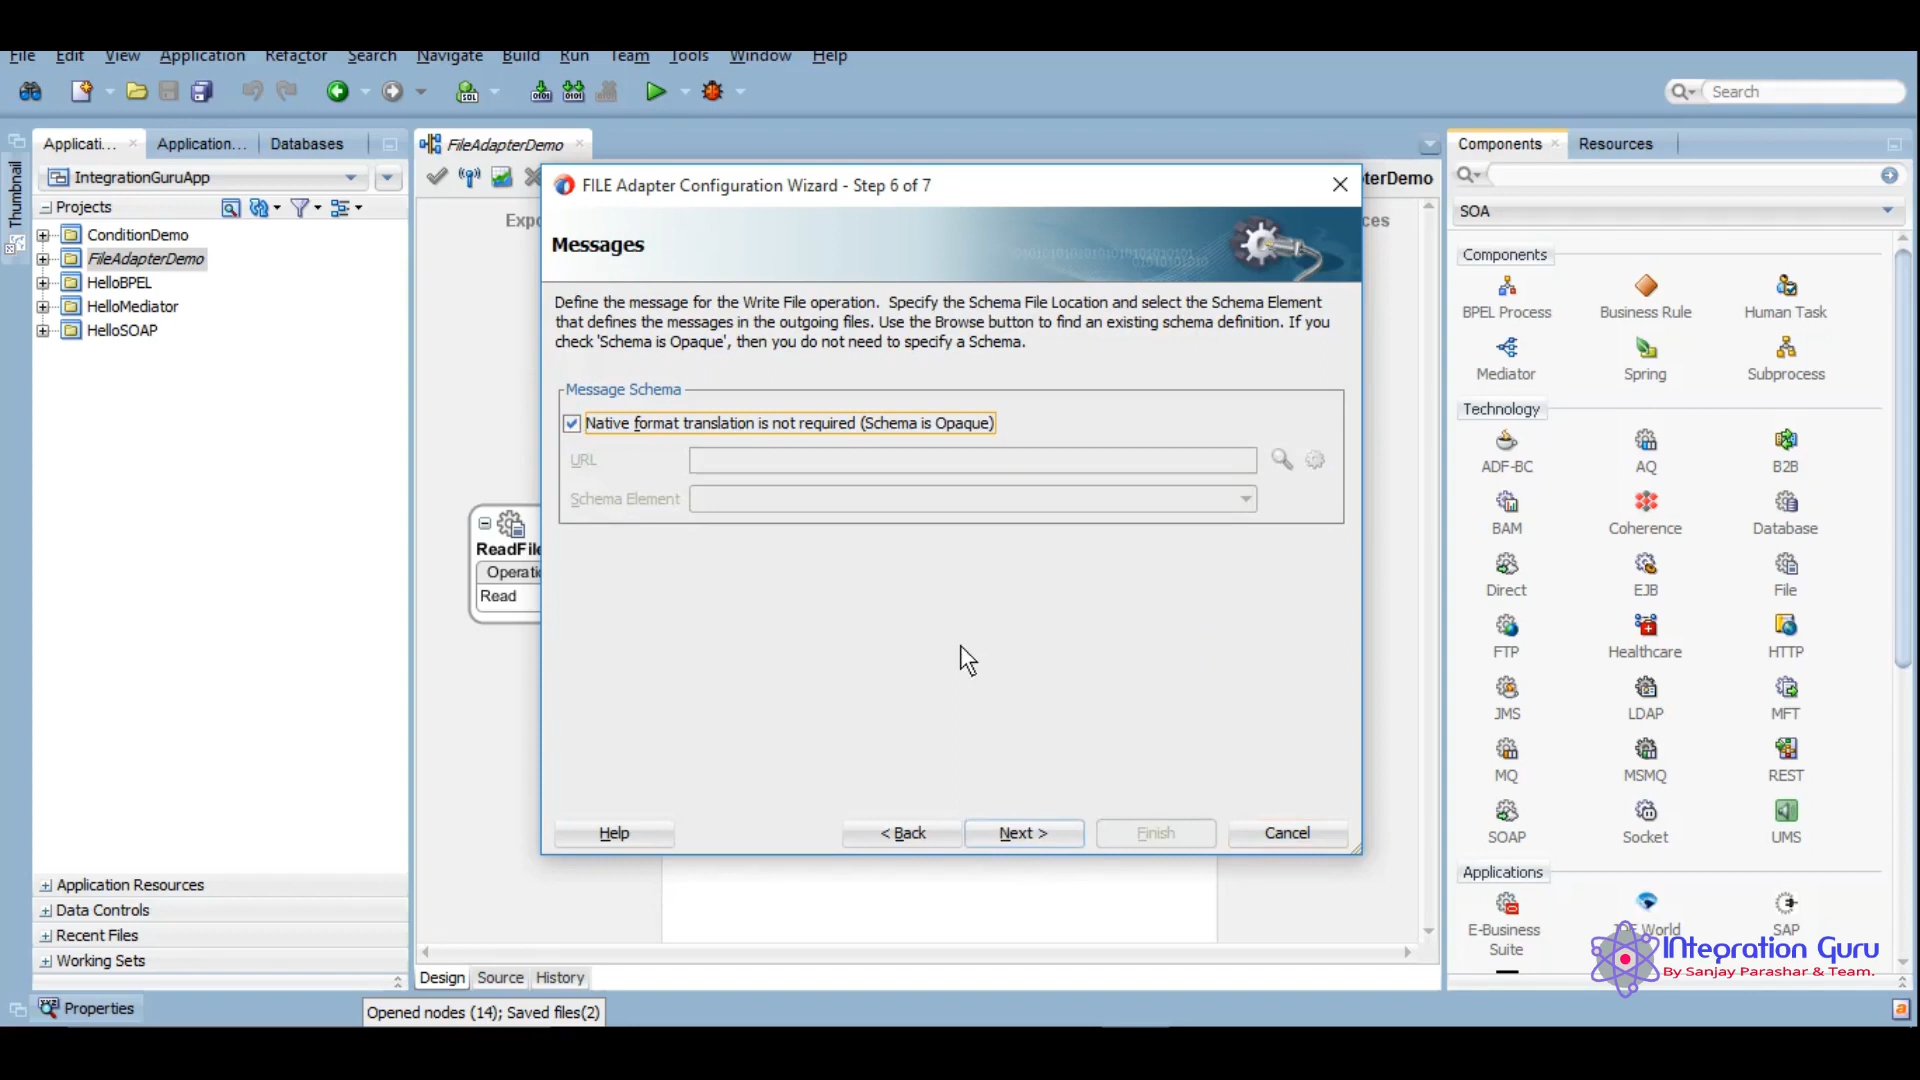 File Edit View Application Refactor Search Navigate Build Run Team Tools Window Help
Search
Applicati...
Application...
Databases
FileAdapterDemo
Components
Resources
Thumbnail
IntegrationGuruApp
Projects
ConditionDemo
FileAdapterDemo
HelloBPEL
HelloMediator
HelloSOAP
Application Resources
Data Controls
Recent Files
Working Sets
Properties
Opened nodes (14); Saved files(2)
Expo
terDemo
ces
ReadFile
Operatio
Read
Design
Source
History
FILE Adapter Configuration Wizard - Step 6 of 7
Messages
Define the message for the Write File operation. Specify the Schema File Location and select the Schema Element
that defines the messages in the outgoing files. Use the Browse button to find an existing schema definition. If you
check 'Schema is Opaque', then you do not need to specify a Schema.
Message Schema
Native format translation is not required (Schema is Opaque)
URL
Schema Element
Help
< Back
Next >
Finish
Cancel
SOA
Components
BPEL Process
Business Rule
Human Task
Mediator
Spring
Subprocess
Technology
ADF-BC
AQ
B2B
BAM
Coherence
Database
Direct
EJB
File
FTP
Healthcare
HTTP
JMS
LDAP
MFT
MQ
MSMQ
REST
SOAP
Socket
UMS
Applications
E-Business
Suite
World
SAP
INtegration Guru
By Sanjay Parashar & Team.